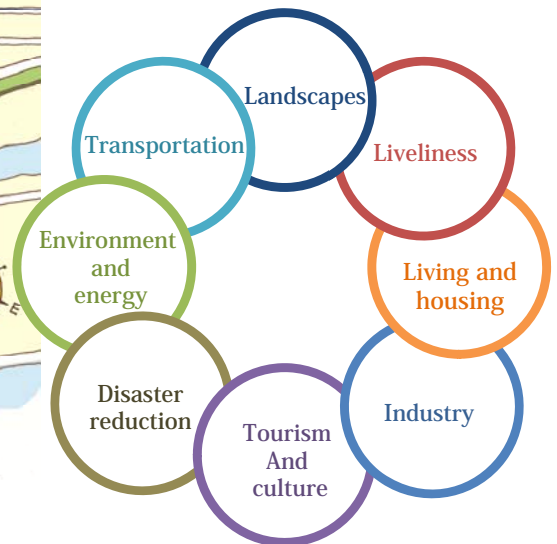 Landscapes
Transportation
Liveliness
Environment
and
energy
Living and
housing
Disaster
reduction
Industry
Tourism
And
culture
E